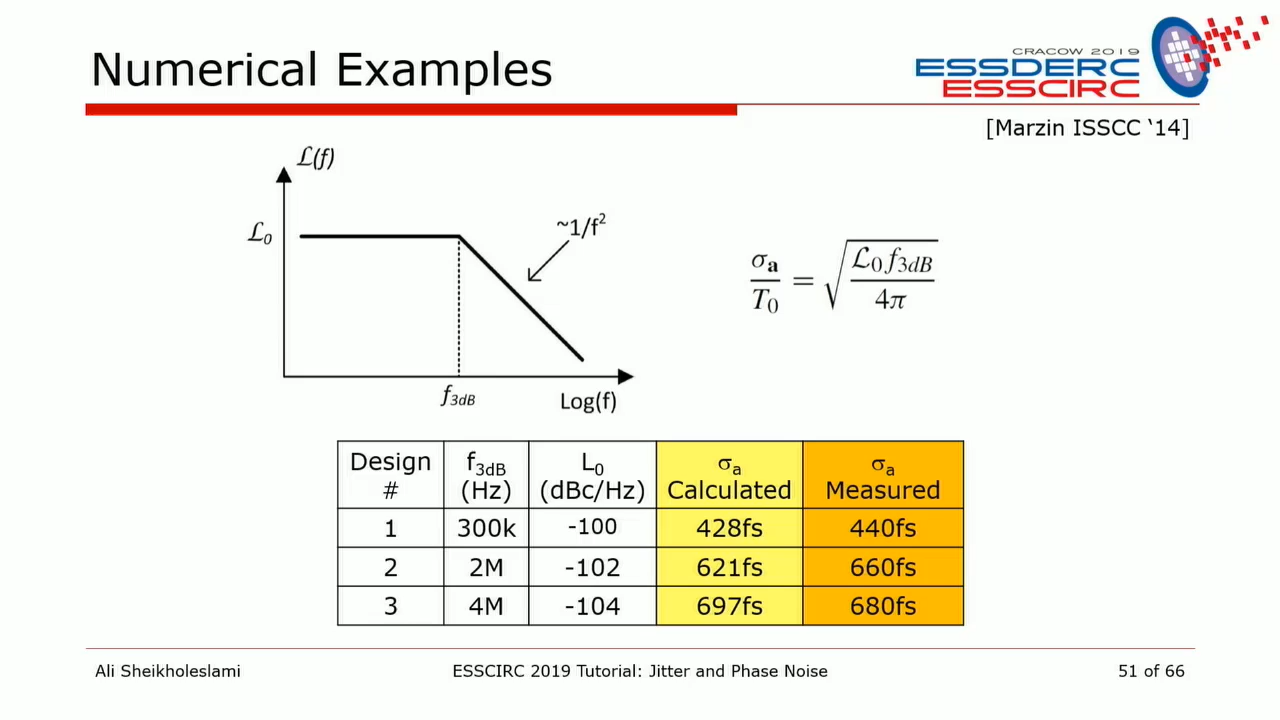 Numerical Examples
CRACOW 2019
ESSDERC
ESSCIRC
[Marzin ISSCC ‘14]
ℒ(f)
ℒ0
~1/f²
f3dB
Log(f)
σa/T0 = √(ℒ0 f3dB / 4π)
Design # | f3dB (Hz) | L0 (dBc/Hz) | σa Calculated | σa Measured
1 | 300k | -100 | 428fs | 440fs
2 | 2M | -102 | 621fs | 660fs
3 | 4M | -104 | 697fs | 680fs
Ali Sheikholeslami
ESSCIRC 2019 Tutorial: Jitter and Phase Noise
51 of 66